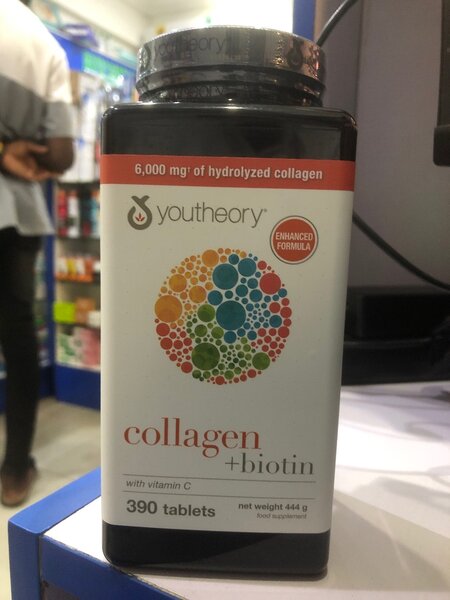 youtheory
6,000 mg† of hydrolyzed collagen
youtheory®
ENHANCED
FORMULA
collagen
+biotin
with vitamin C
390 tablets
net weight 444 g
food supplement